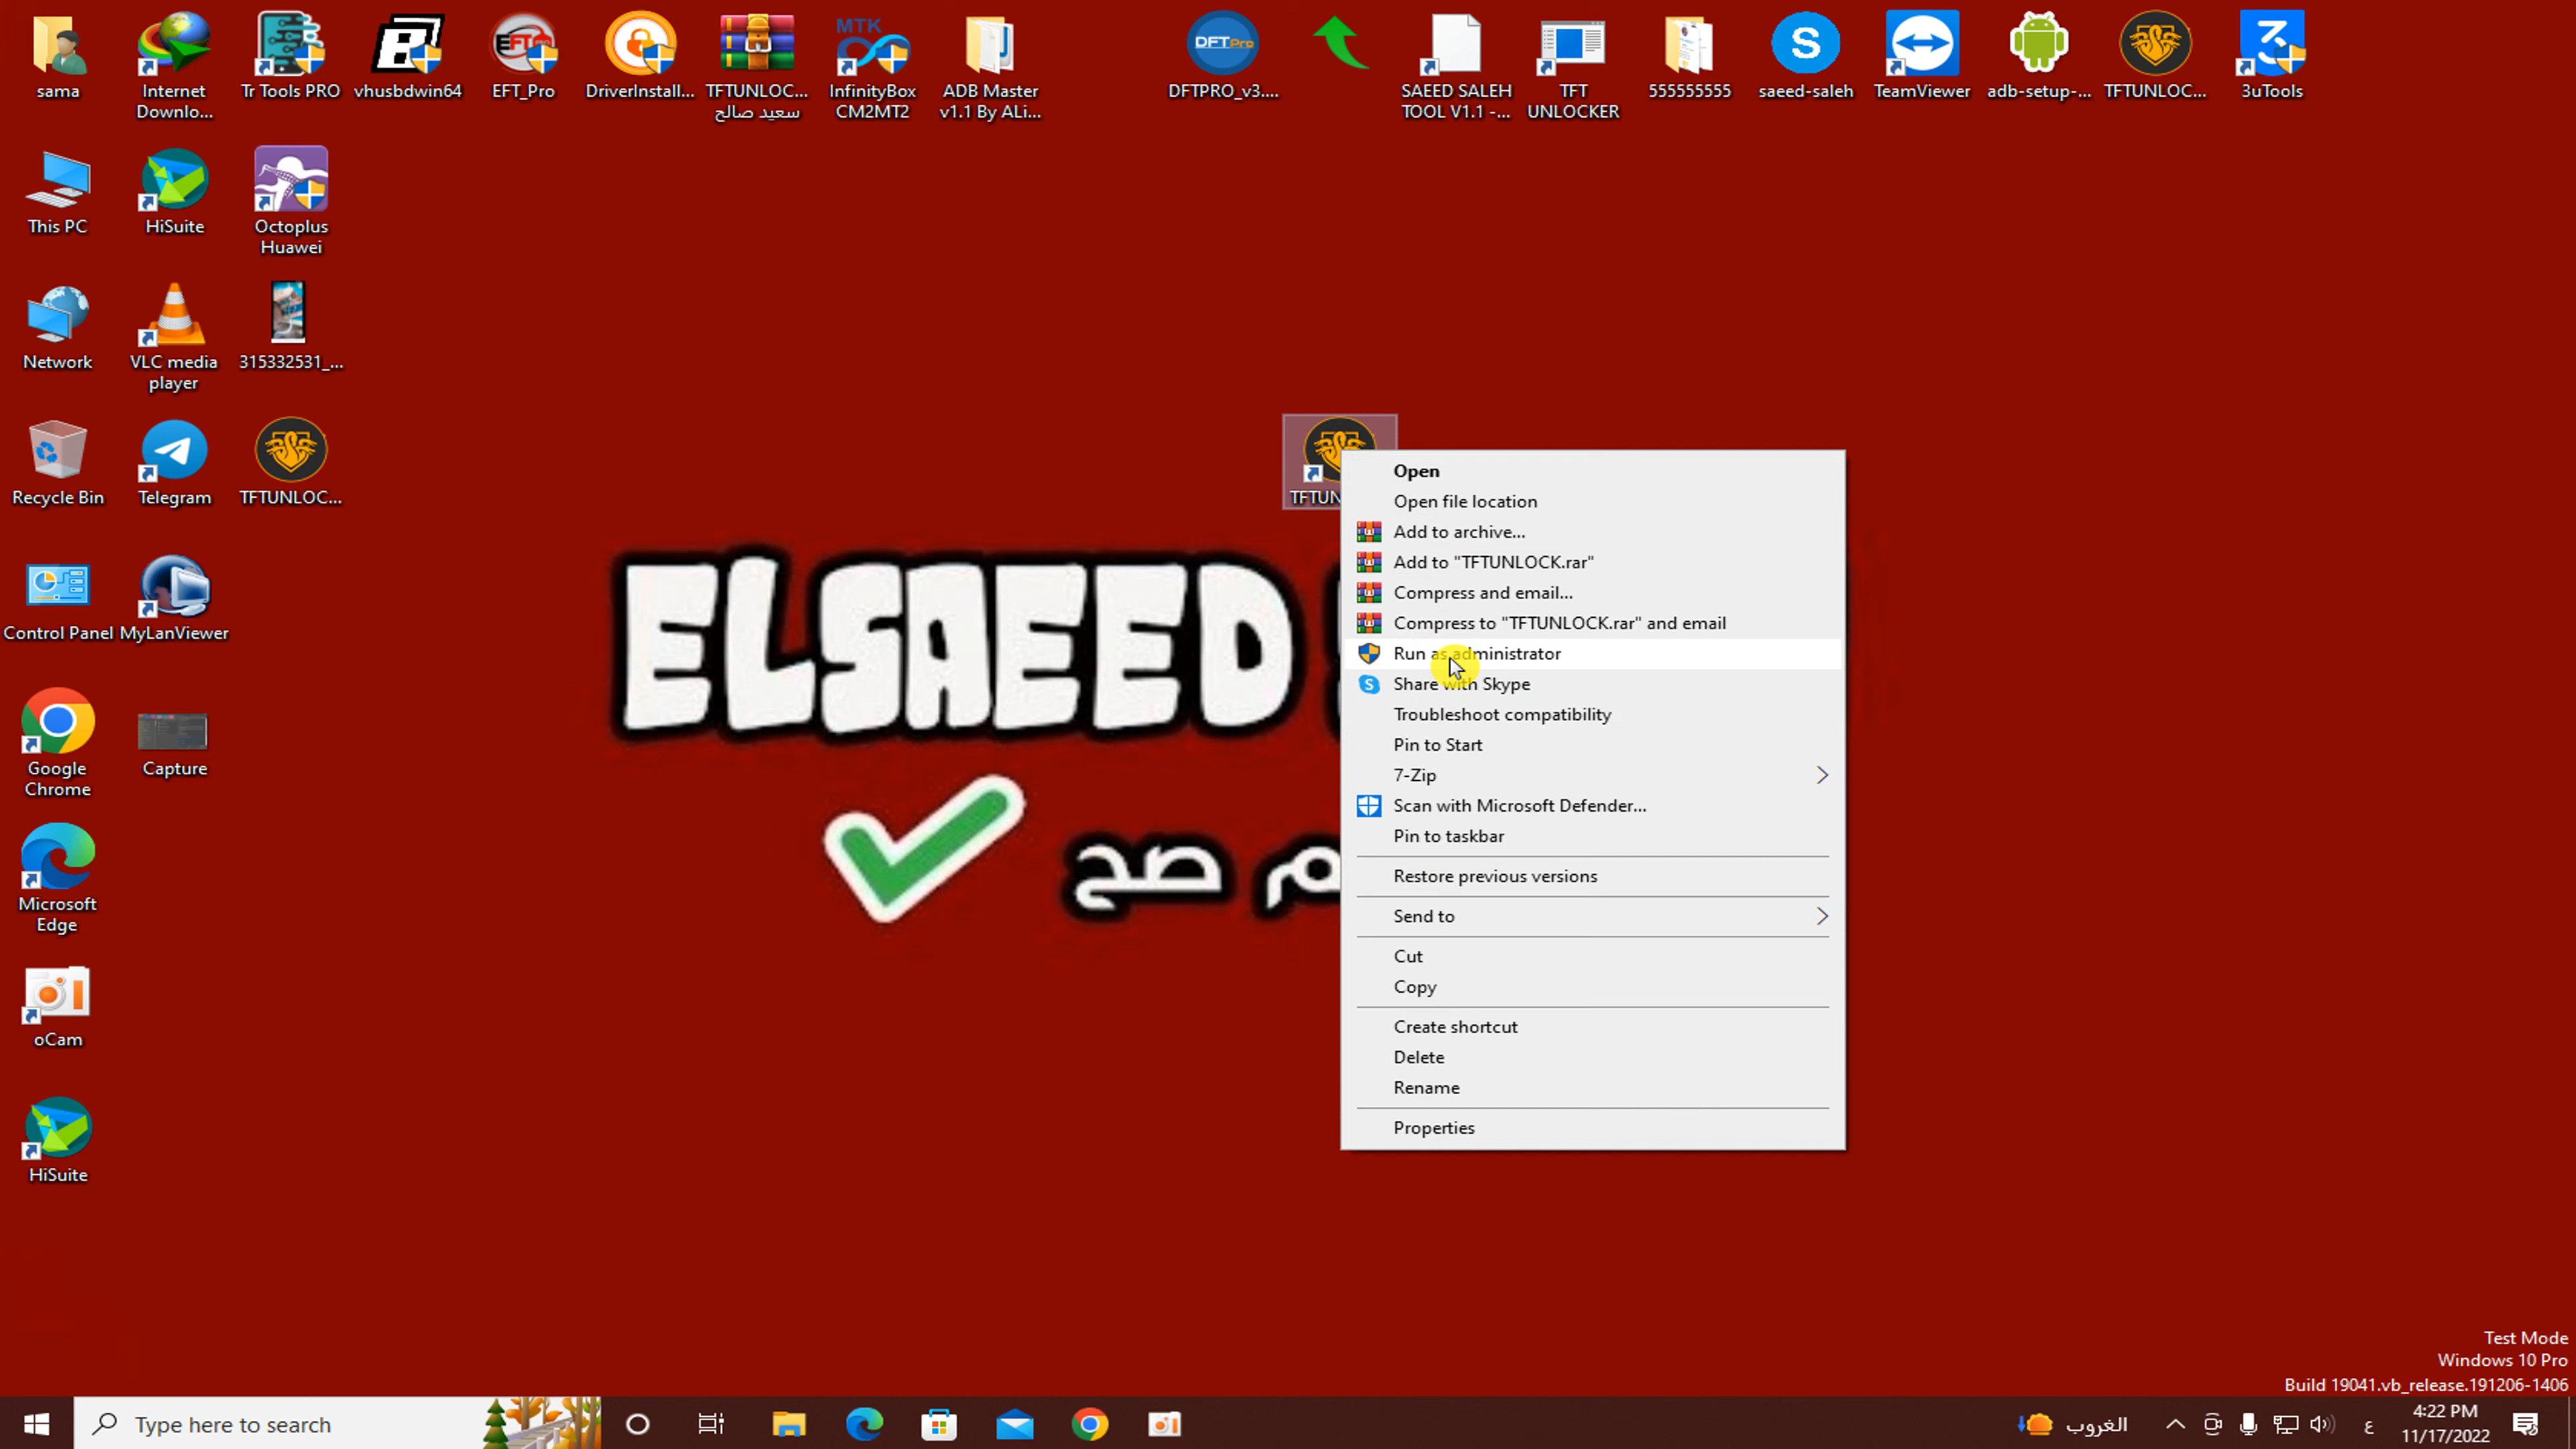 sama
Internet
Downlo...
Tr Tools PRO
vhusbdwin64
EFT_Pro
DriverInstall...
TFTUNLOC...
سعيد صالح
MTK
InfinityBox
CM2MT2
ADB Master
v1.1 By ALi...
DFTPro
DFTPRO_v3....
SAEED SALEH
TOOL V1.1 -...
TFT
UNLOCKER
555555555
saeed-saleh
TeamViewer
adb-setup-...
TFTUNLOC...
3uTools
This PC
HiSuite
Octoplus
Huawei
Network
VLC media
player
315332531_...
Recycle Bin
Telegram
TFTUNLOC...
TFTUN
Control Panel
MyLanViewer
Google
Chrome
Capture
Microsoft
Edge
oCam
HiSuite
ELSAEED
م صح
Open
Open file location
Add to archive...
Add to "TFTUNLOCK.rar"
Compress and email...
Compress to "TFTUNLOCK.rar" and email
Run as administrator
Share with Skype
Troubleshoot compatibility
Pin to Start
7-Zip
Scan with Microsoft Defender...
Pin to taskbar
Restore previous versions
Send to
Cut
Copy
Create shortcut
Delete
Rename
Properties
Test Mode
Windows 10 Pro
Build 19041.vb_release.191206-1406
Type here to search
الغروب
ع
4:22 PM
11/17/2022